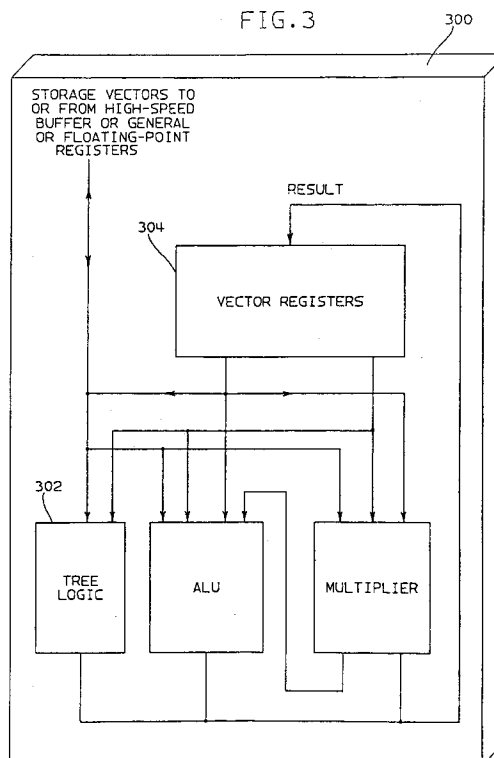 FIG.3
300
STORAGE VECTORS TO
OR FROM HIGH-SPEED
BUFFER OR GENERAL
OR FLOATING-POINT
REGISTERS
RESULT
304
VECTOR REGISTERS
302
TREE
LOGIC
ALU
MULTIPLIER